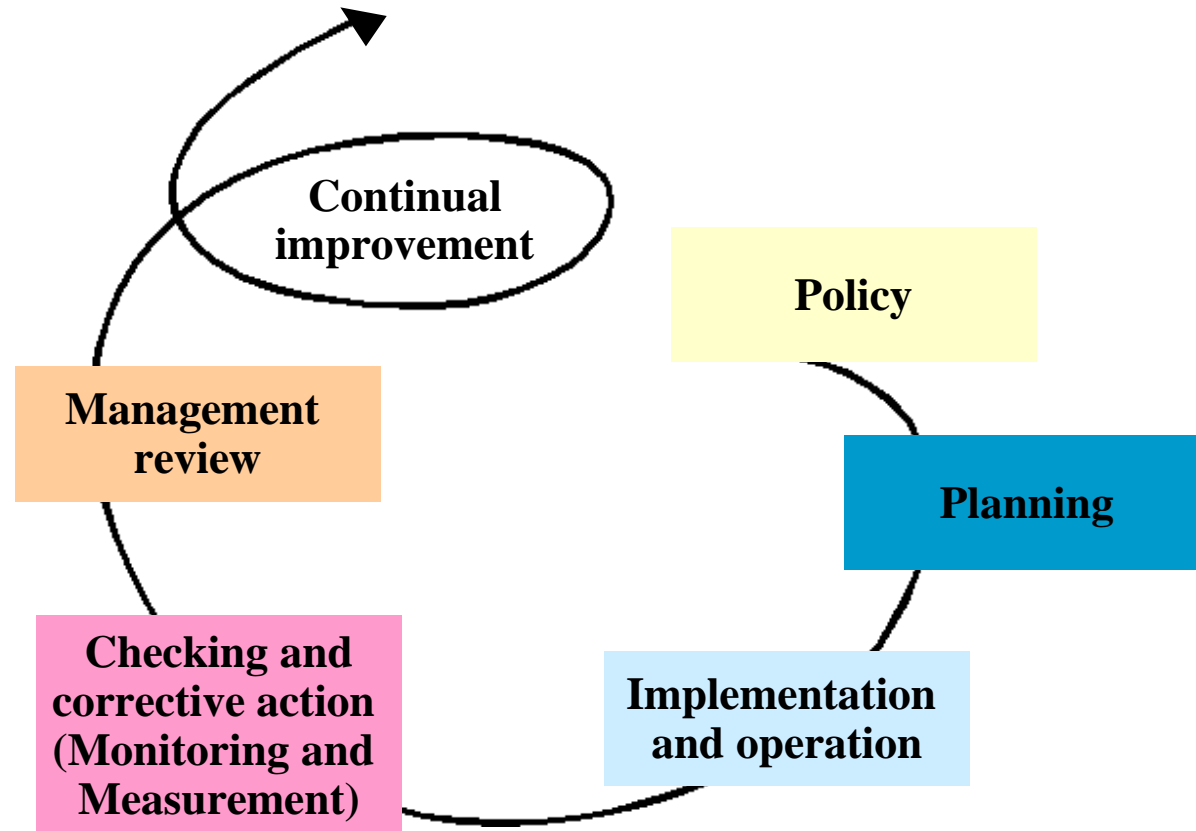 Continual
improvement
Policy
Management
review
Planning
Checking and
corrective action
(Monitoring and
Measurement)
Implementation
and operation